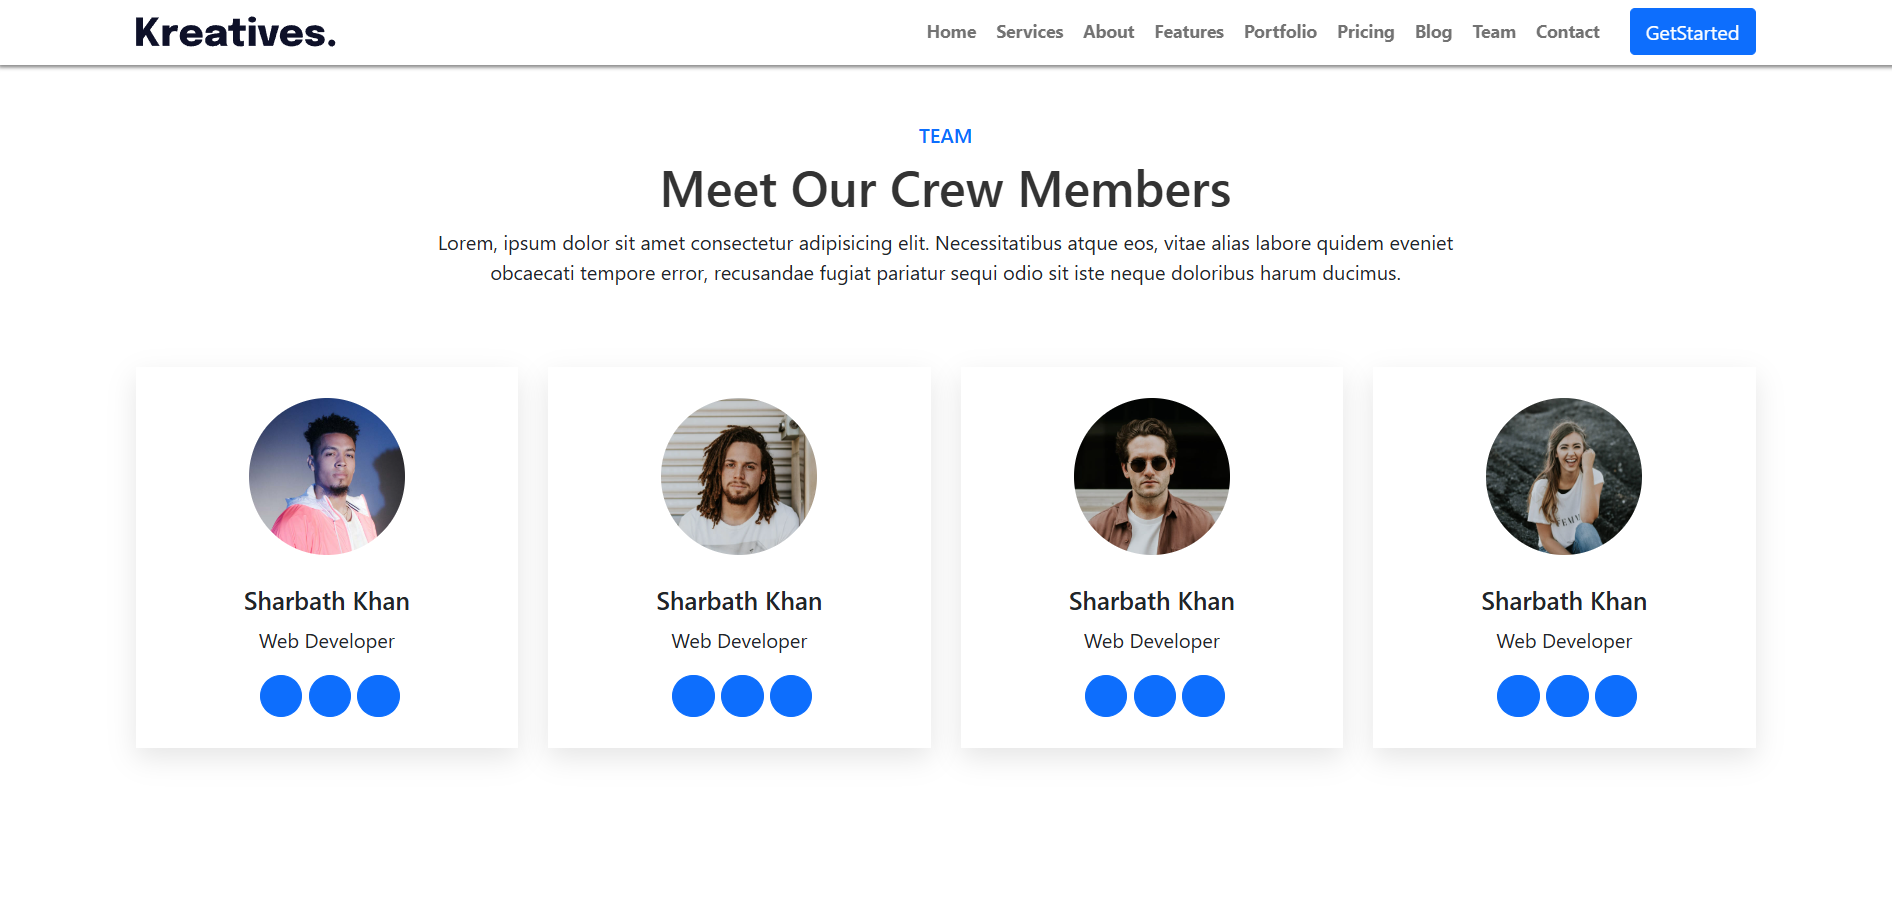 Kreatives.
Home Services About Features Portfolio Pricing Blog Team Contact GetStarted
TEAM
Meet Our Crew Members
Lorem, ipsum dolor sit amet consectetur adipisicing elit. Necessitatibus atque eos, vitae alias labore quidem eveniet
obcaecati tempore error, recusandae fugiat pariatur sequi odio sit iste neque doloribus harum ducimus.
Sharbath Khan
Web Developer
Sharbath Khan
Web Developer
Sharbath Khan
Web Developer
Sharbath Khan
Web Developer